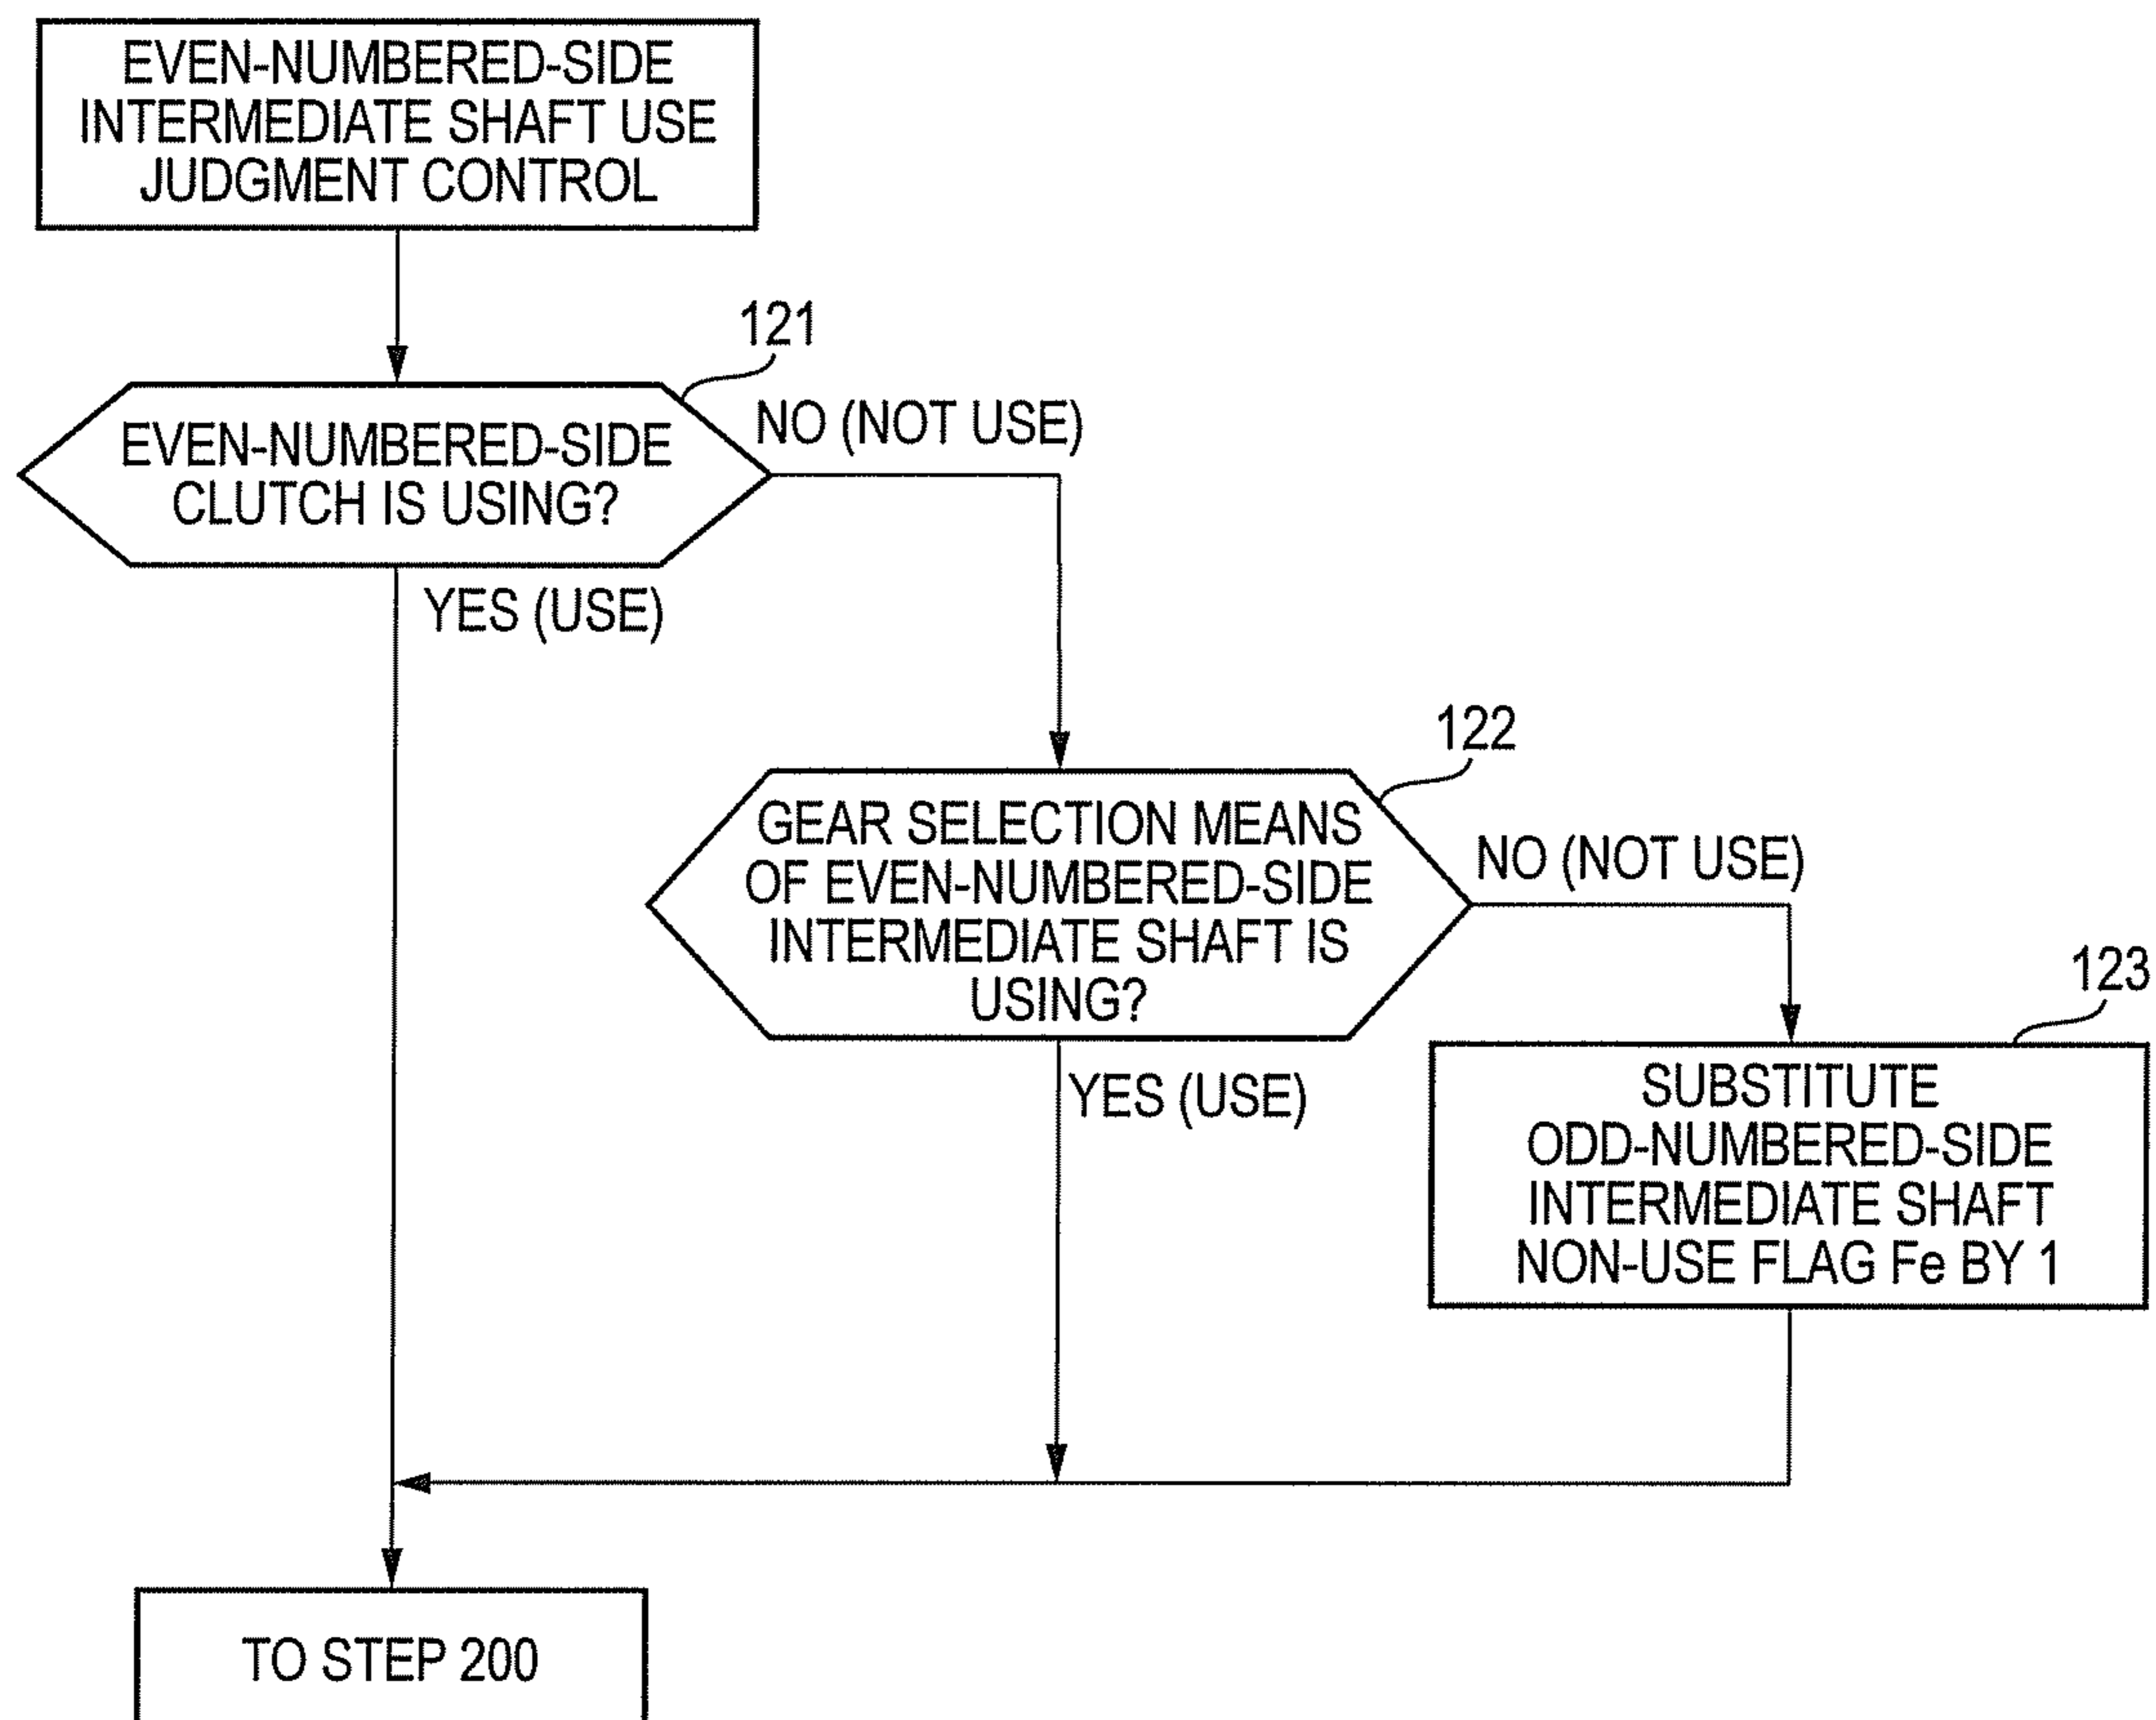 EVEN-NUMBERED-SIDE
INTERMEDIATE SHAFT USE
JUDGMENT CONTROL
121
EVEN-NUMBERED-SIDE
CLUTCH IS USING?
NO (NOT USE)
YES (USE)
122
GEAR SELECTION MEANS
OF EVEN-NUMBERED-SIDE
INTERMEDIATE SHAFT IS
USING?
NO (NOT USE)
YES (USE)
123
SUBSTITUTE
ODD-NUMBERED-SIDE
INTERMEDIATE SHAFT
NON-USE FLAG Fe BY 1
TO STEP 200